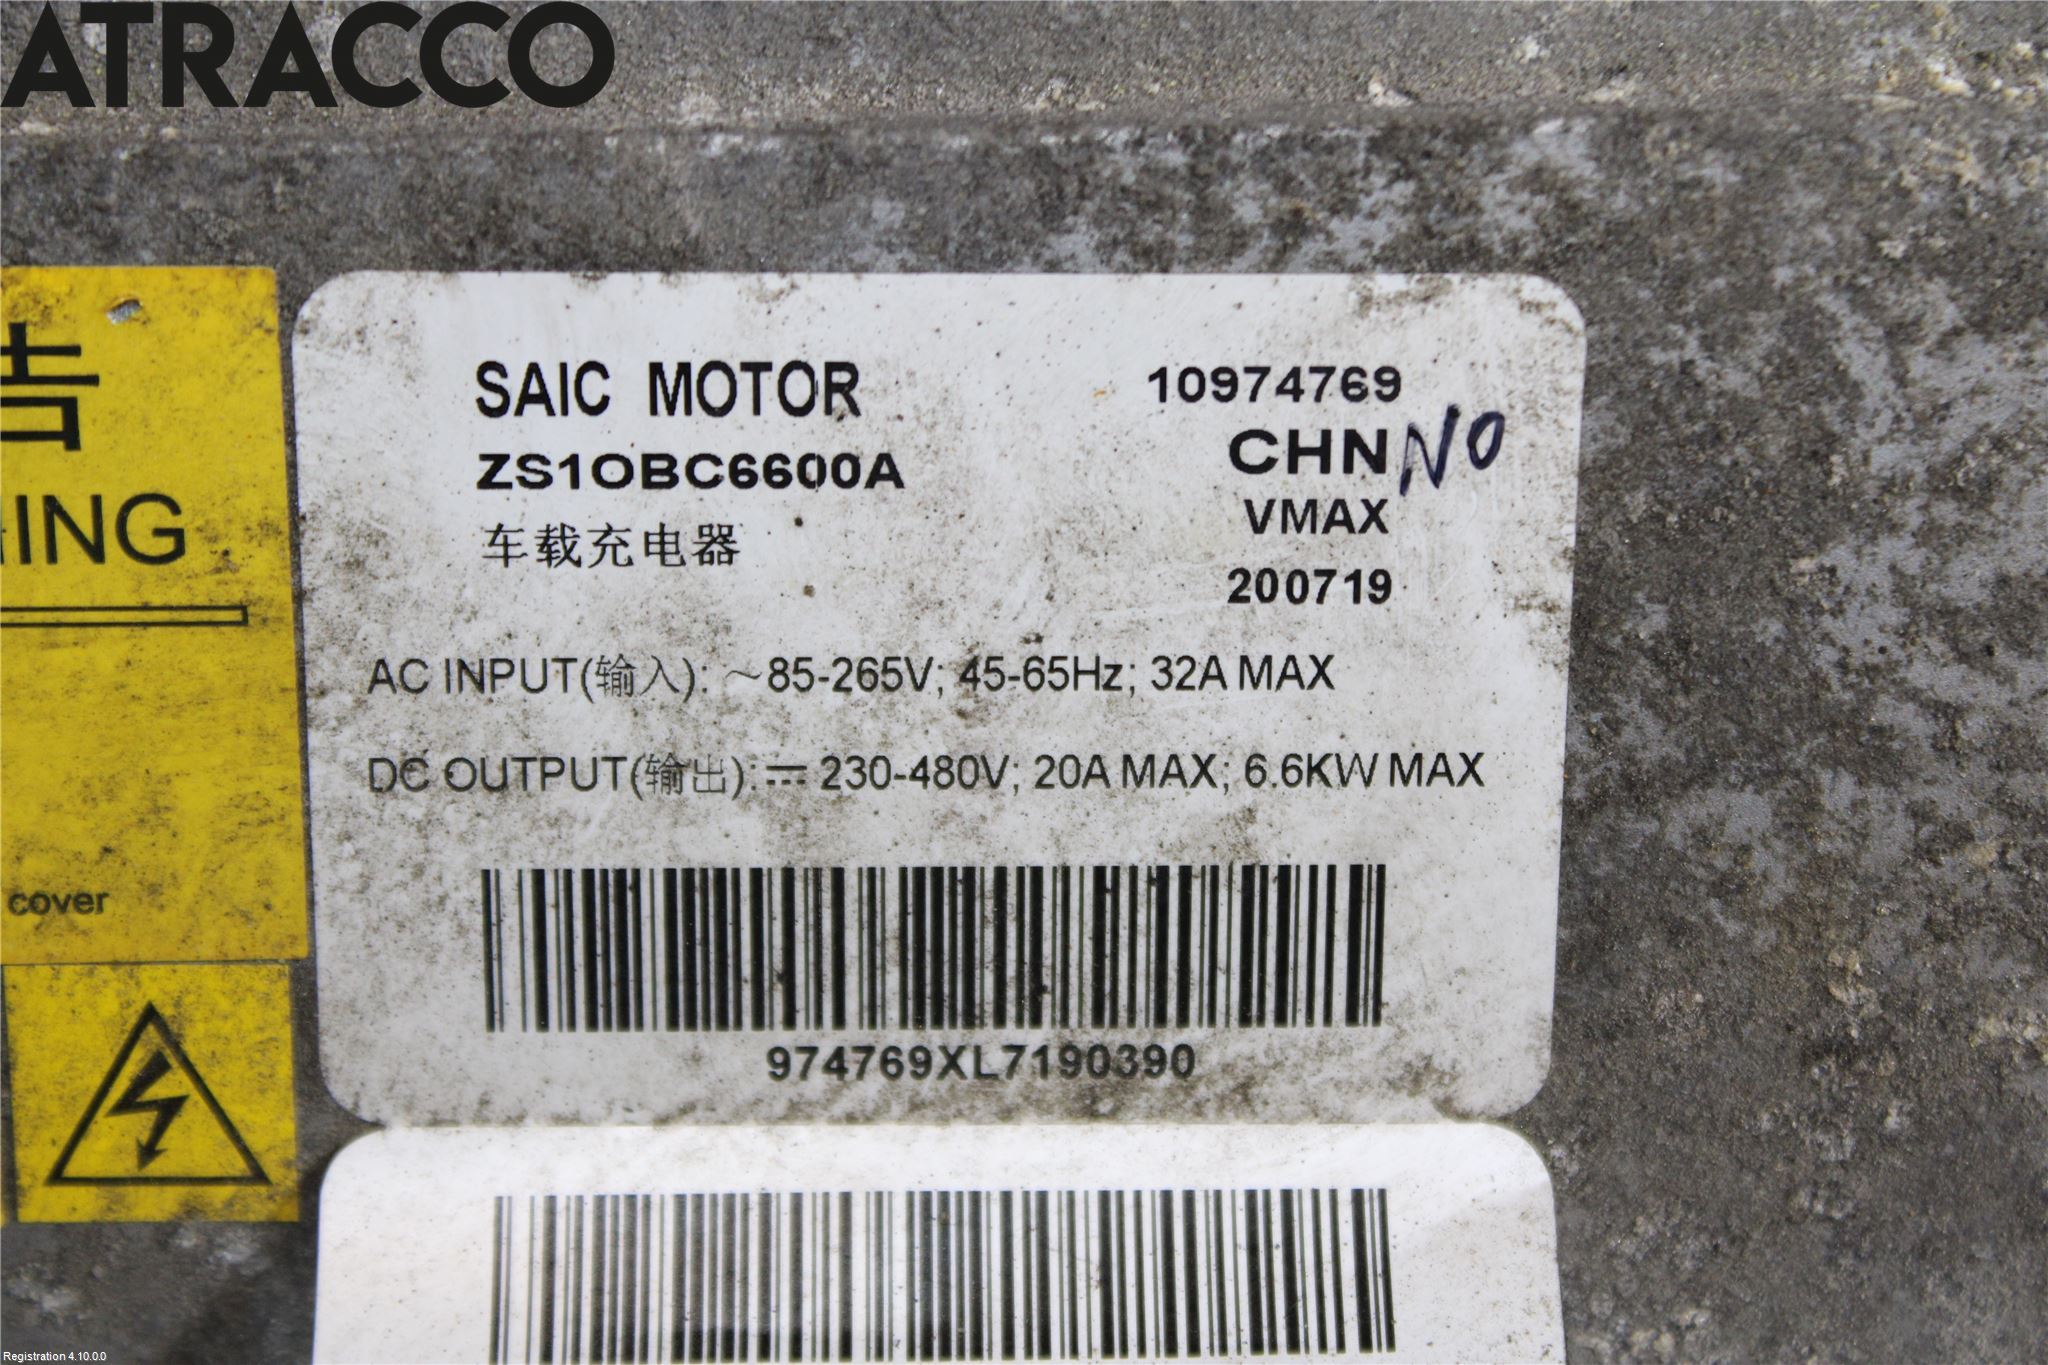 ATRACCO
告
NING
cover
SAIC MOTOR
10974769
ZS1OBC6600A
CHN NO
车载充电器
VMAX
200719
AC INPUT(输入): ~85-265V; 45-65Hz; 32A MAX
DC OUTPUT(输出): ⎓ 230-480V; 20A MAX; 6.6KW MAX
974769XL7190390
Registration 4.10.0.0